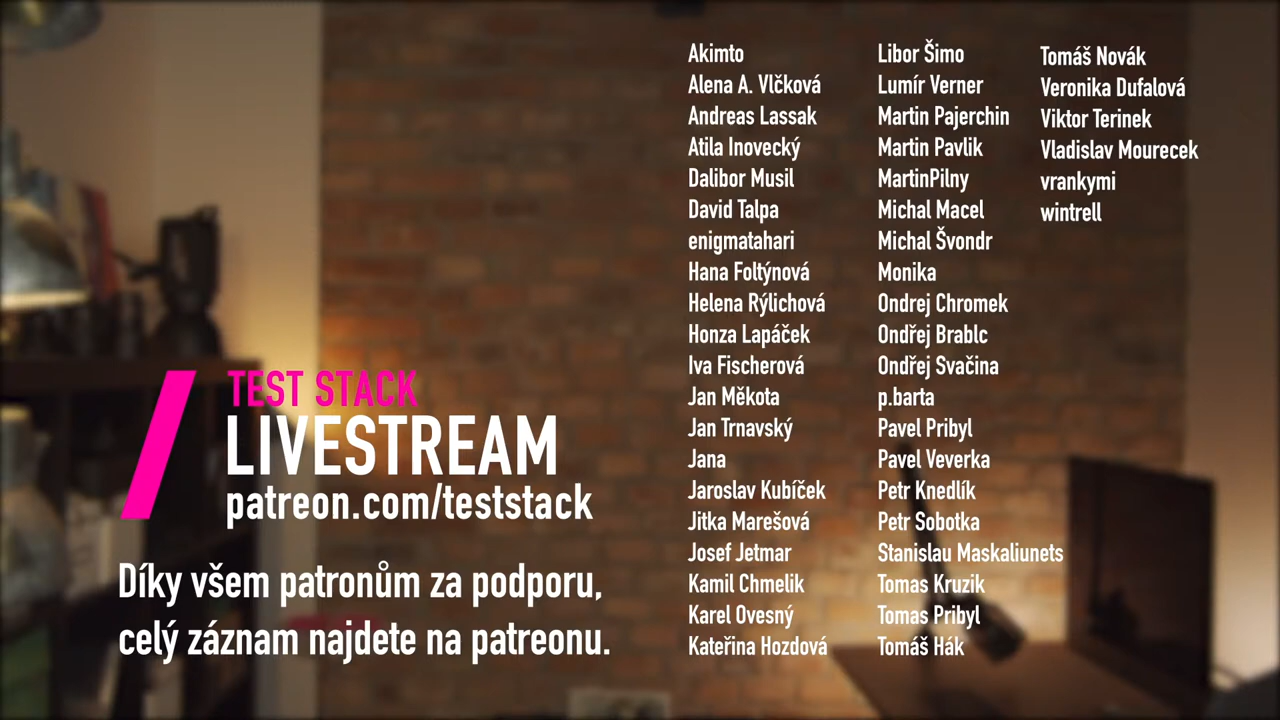 TEST STACK
LIVESTREAM
patreon.com/teststack
Díky všem patronům za podporu,
celý záznam najdete na patreonu.
Akimto
Alena A. Vlčková
Andreas Lassak
Atila Inovecký
Dalibor Musil
David Talpa
enigmatahari
Hana Foltýnová
Helena Rýlichová
Honza Lapáček
Iva Fischerová
Jan Měkota
Jan Trnavský
Jana
Jaroslav Kubíček
Jitka Marešová
Josef Jetmar
Kamil Chmelik
Karel Ovesný
Kateřina Hozdová
Libor Šimo
Lumír Verner
Martin Pajerchin
Martin Pavlik
MartinPilny
Michal Macel
Michal Švondr
Monika
Ondrej Chromek
Ondřej Brablc
Ondřej Svačina
p.barta
Pavel Pribyl
Pavel Veverka
Petr Knedlík
Petr Sobotka
Stanislau Maskaliunets
Tomas Kruzik
Tomas Pribyl
Tomáš Hák
Tomáš Novák
Veronika Dufalová
Viktor Terinek
Vladislav Mourecek
vrankymi
wintrell